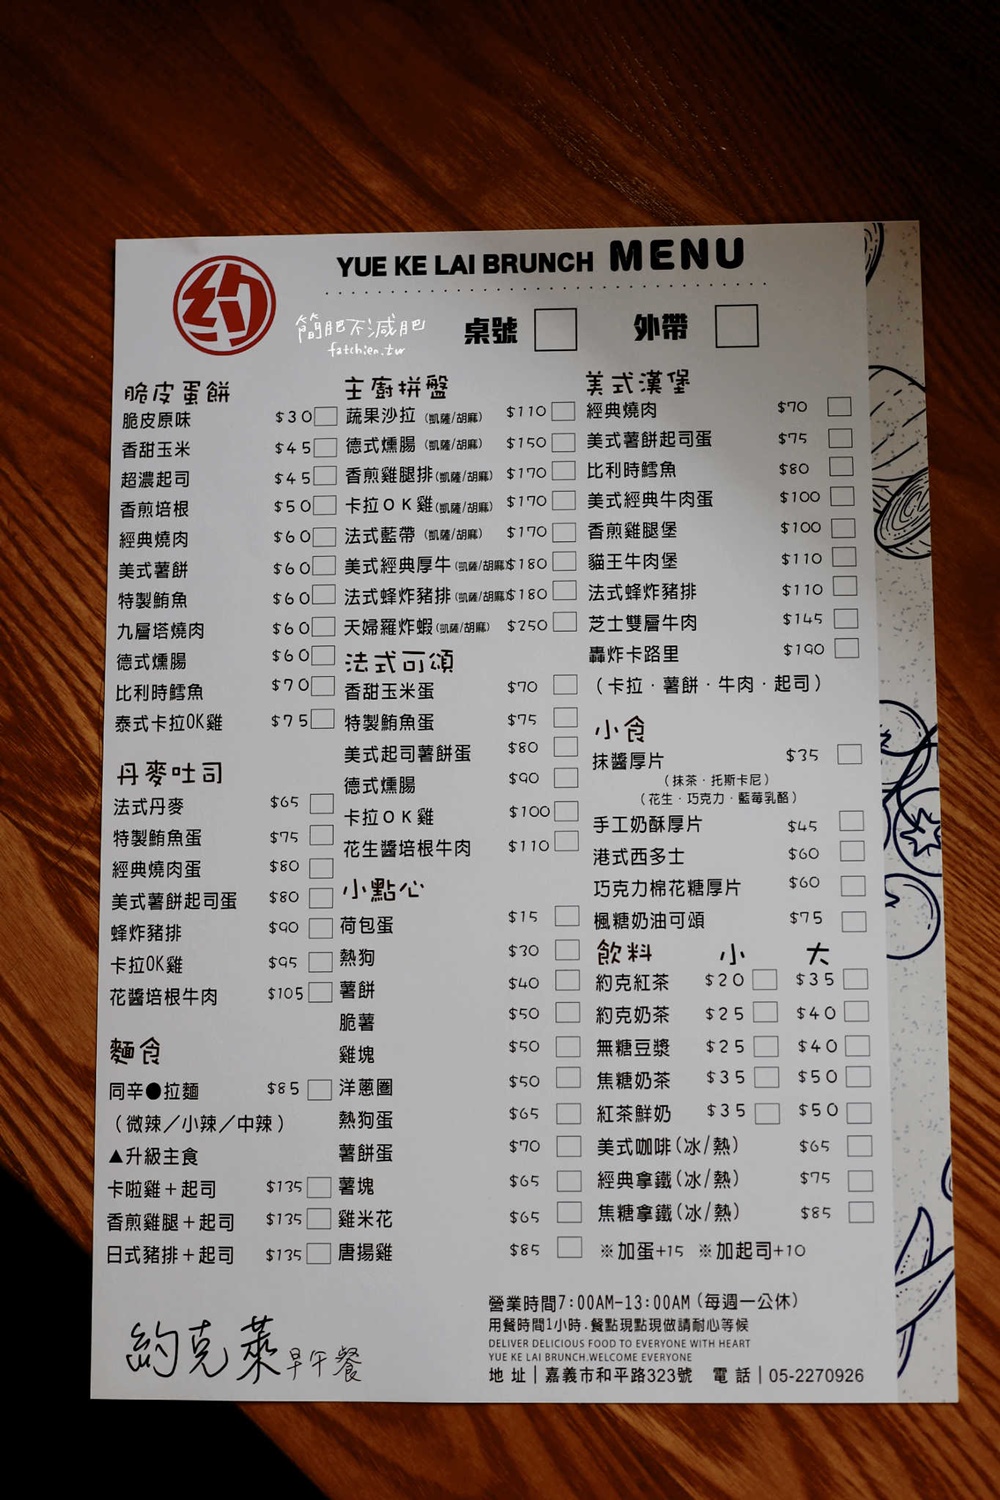 約
YUE KE LAI BRUNCH MENU
簡肥不減肥
fatchien.tw
桌號
外帶
脆皮蛋餅
脆皮原味 $30
香甜玉米 $45
超濃起司 $45
香煎培根 $50
經典燒肉 $60
美式薯餅 $60
特製鮪魚 $60
九層塔燒肉 $60
德式燻腸 $60
比利時鱈魚 $70
泰式卡拉OK雞 $75
丹麥吐司
法式丹麥 $65
特製鮪魚蛋 $75
經典燒肉蛋 $80
美式薯餅起司蛋 $80
蜂炸豬排 $90
卡拉OK雞 $95
花醬培根牛肉 $105
麵食
同辛●拉麵 $85
(微辣／小辣／中辣)
▲升級主食
卡啦雞＋起司 $135
香煎雞腿＋起司 $135
日式豬排＋起司 $135
主廚拼盤
蔬果沙拉 (凱薩/胡麻) $110
德式燻腸 (凱薩/胡麻) $150
香煎雞腿排(凱薩/胡麻) $170
卡拉OK雞(凱薩/胡麻) $170
法式藍帶 (凱薩/胡麻) $170
美式經典厚牛(凱薩/胡麻) $180
法式蜂炸豬排(凱薩/胡麻) $180
天婦羅炸蝦(凱薩/胡麻) $250
法式可頌
香甜玉米蛋 $70
特製鮪魚蛋 $75
美式起司薯餅蛋 $80
德式燻腸 $90
卡拉OK雞 $100
花生醬培根牛肉 $110
小點心
荷包蛋 $15
熱狗 $30
薯餅 $40
脆薯 $50
雞塊 $50
洋蔥圈 $50
熱狗蛋 $65
薯餅蛋 $70
薯塊 $65
雞米花 $65
唐揚雞 $85
美式漢堡
經典燒肉 $70
美式薯餅起司蛋 $75
比利時鱈魚 $80
美式經典牛肉蛋 $100
香煎雞腿堡 $100
貓王牛肉堡 $110
法式蜂炸豬排 $110
芝士雙層牛肉 $145
轟炸卡路里 $190
(卡拉·薯餅·牛肉·起司)
小食
抹醬厚片 $35
(抹茶·托斯卡尼)
(花生·巧克力·藍莓乳酪)
手工奶酥厚片 $45
港式西多士 $60
巧克力棉花糖厚片 $60
楓糖奶油可頌 $75
飲料 小 大
約克紅茶 $20 $35
約克奶茶 $25 $40
無糖豆漿 $25 $40
焦糖奶茶 $35 $50
紅茶鮮奶 $35 $50
美式咖啡(冰/熱) $65
經典拿鐵(冰/熱) $75
焦糖拿鐵(冰/熱) $85
※加蛋+15 ※加起司+10
約克萊早午餐
營業時間7:00AM-13:00AM(每週一公休)
用餐時間1小時.餐點現點現做請耐心等候
DELIVER DELICIOUS FOOD TO EVERYONE WITH HEART
YUE KE LAI BRUNCH.WELCOME EVERYONE
地址|嘉義市和平路323號 電話|05-2270926